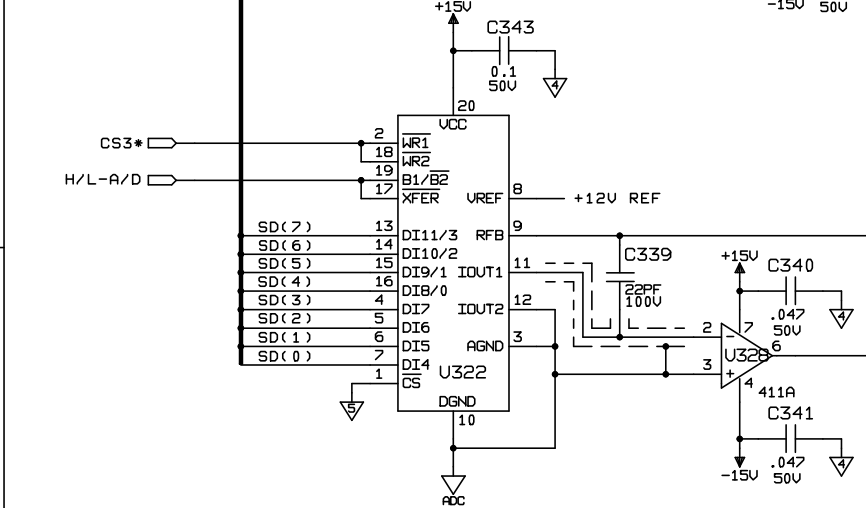 +15V
-15V 50V
C343
0.1
50V
4
20
VCC
CS3*
2 WR1
18 WR2
H/L-A/D
19 B1/B2
17 XFER
VREF 8 +12V REF
SD(7) 13 DI11/3
RFB 9
SD(6) 14 DI10/2
SD(5) 15 DI9/1
IOUT1 11
SD(4) 16 DI8/0
SD(3) 4 DI7
IOUT2 12
SD(2) 5 DI6
SD(1) 6 DI5
AGND 3
SD(0) 7 DI4
1 CS
5
U322
DGND
10
ADC
C339
22PF
100V
+15V
C340
.047
50V
4
2 - 7
U328 6
3 + 4
411A
C341
.047
50V
4
-15V